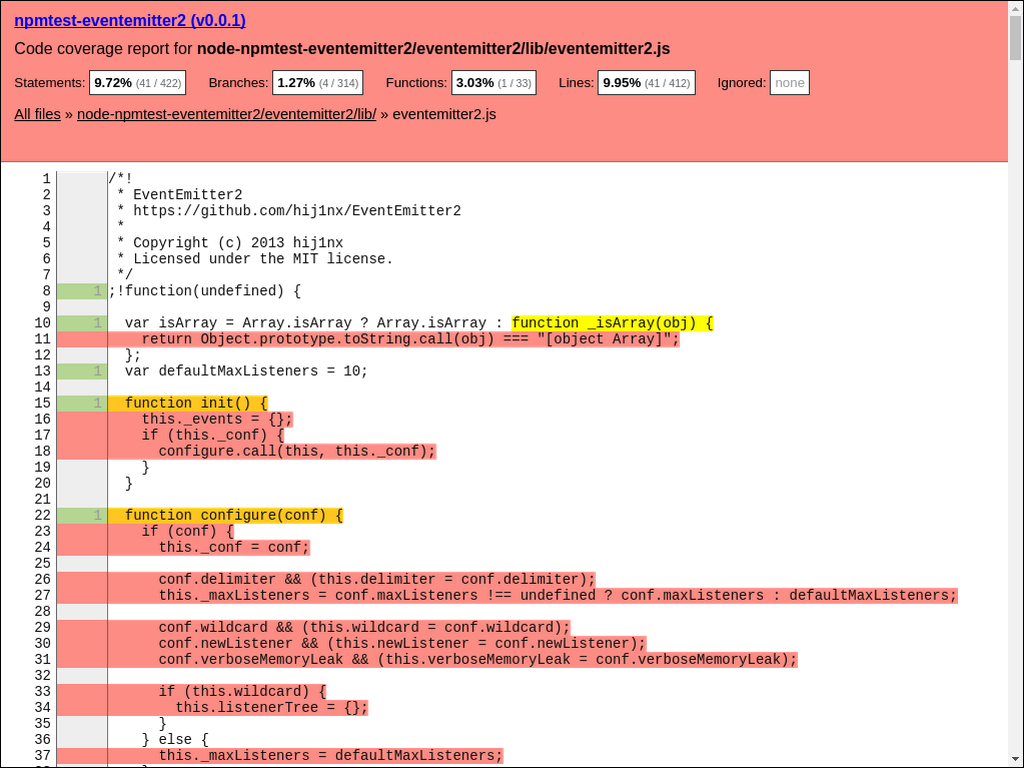 npmtest-eventemitter2 (v0.0.1)
Code coverage report for node-npmtest-eventemitter2/eventemitter2/lib/eventemitter2.js
Statements: 9.72% (41 / 422) Branches: 1.27% (4 / 314) Functions: 3.03% (1 / 33) Lines: 9.95% (41 / 412) Ignored: none
All files » node-npmtest-eventemitter2/eventemitter2/lib/ » eventemitter2.js
1 /*!
2  * EventEmitter2
3  * https://github.com/hij1nx/EventEmitter2
4  *
5  * Copyright (c) 2013 hij1nx
6  * Licensed under the MIT license.
7  */
8 1 ;!function(undefined) {
9
10 1   var isArray = Array.isArray ? Array.isArray : function _isArray(obj) {
11     return Object.prototype.toString.call(obj) === "[object Array]";
12   };
13 1   var defaultMaxListeners = 10;
14
15 1   function init() {
16     this._events = {};
17     if (this._conf) {
18       configure.call(this, this._conf);
19     }
20   }
21
22 1   function configure(conf) {
23     if (conf) {
24       this._conf = conf;
25
26       conf.delimiter && (this.delimiter = conf.delimiter);
27       this._maxListeners = conf.maxListeners !== undefined ? conf.maxListeners : defaultMaxListeners;
28
29       conf.wildcard && (this.wildcard = conf.wildcard);
30       conf.newListener && (this.newListener = conf.newListener);
31       conf.verboseMemoryLeak && (this.verboseMemoryLeak = conf.verboseMemoryLeak);
32
33       if (this.wildcard) {
34         this.listenerTree = {};
35       }
36     } else {
37       this._maxListeners = defaultMaxListeners;